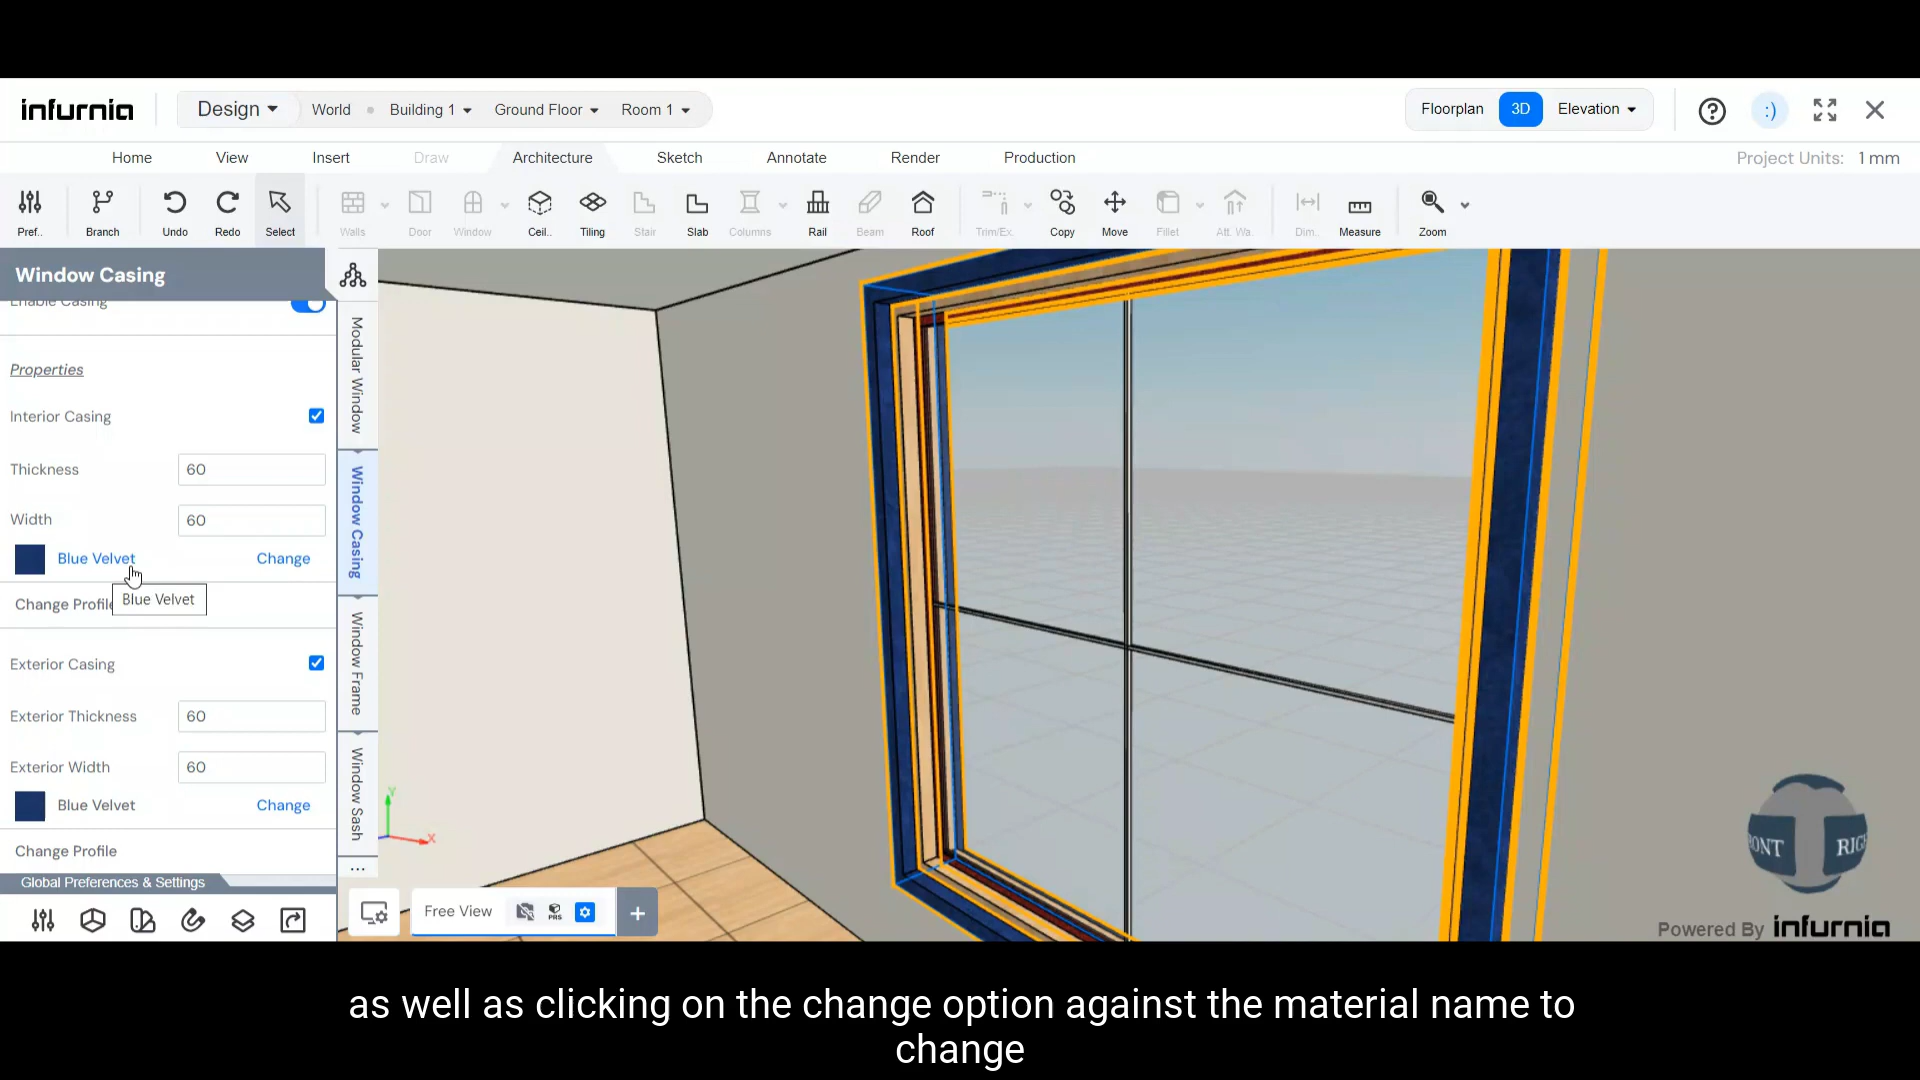 infurnia
Design
World
Building 1
Ground Floor
Room 1
Floorplan
3D
Elevation
:)
Home
View
Insert
Draw
Architecture
Sketch
Annotate
Render
Production
Project Units: 1 mm
Pref..
Branch
Undo
Redo
Select
Walls
Door
Window
Ceil..
Tiling
Stair
Slab
Columns
Rail
Beam
Roof
Trim/Ex.
Copy
Move
Fillet
Att. Wa.
Dim.
Measure
Zoom
Window Casing
Enable Casing
Properties
Interior Casing
Thickness
60
Width
60
Blue Velvet
Change
Blue Velvet
Change Profile
Exterior Casing
Exterior Thickness
60
Exterior Width
60
Blue Velvet
Change
Change Profile
Global Preferences & Settings
Modular Window
Window Casing
Window Frame
Window Sash
...
Y
X
Free View
PRS
+
ONT
RIG
Powered By infurnia
as well as clicking on the change option against the material name to
change